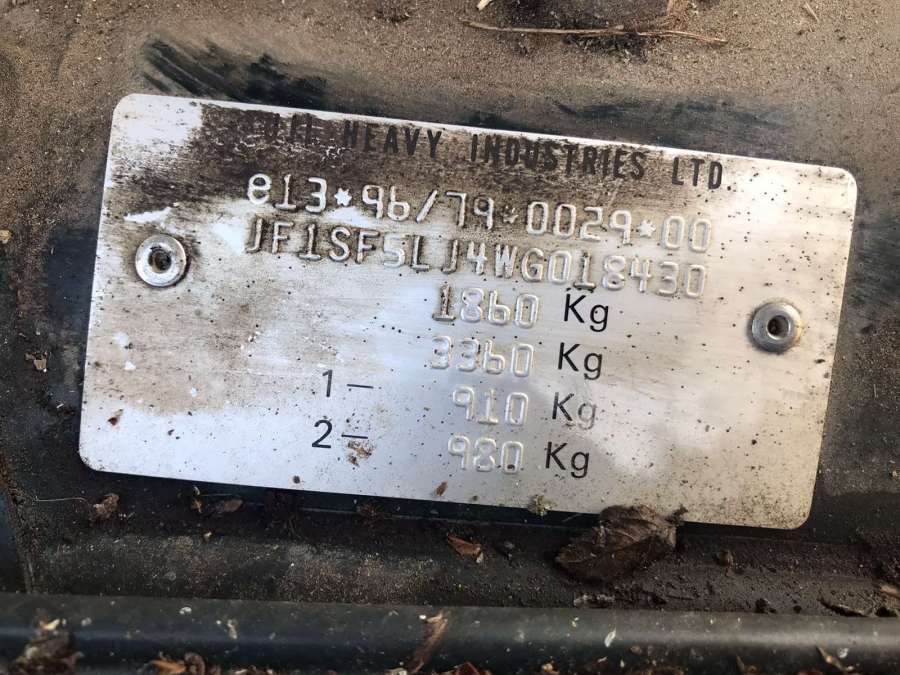 UJI HEAVY INDUSTRIES LTD.
e13*96/79*0029*00
JF1SF5LJ4WG018430
1860 Kg
3360 Kg
1— 910 Kg
2— 980 Kg